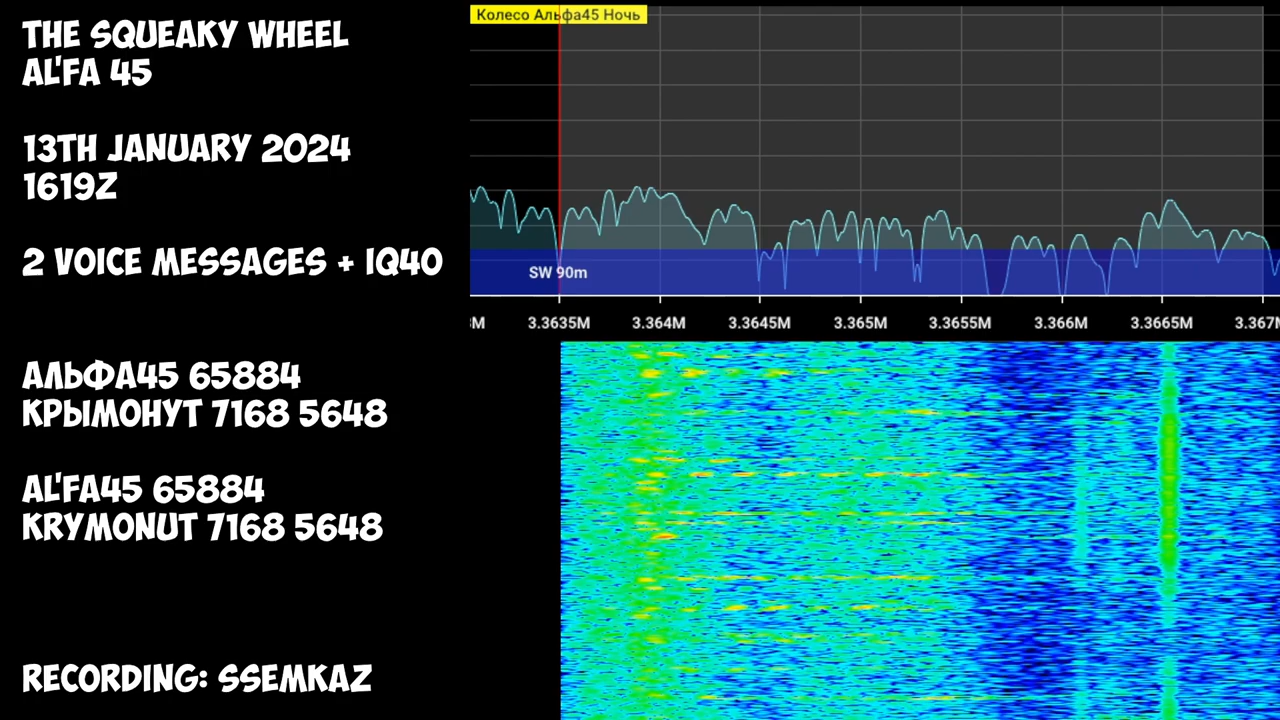 THE SQUEAKY WHEEL
AL'FA 45
13TH JANUARY 2024
1619Z
2 VOICE MESSAGES + IQ40
АЛЬФА45 65884
КРЫМОНУТ 7168 5648
AL'FA45 65884
KRYMONUT 7168 5648
RECORDING: SSEMKAZ
Колесо Альфа45 Ночь
SW 90m
3.3635M 3.364M 3.3645M 3.365M 3.3655M 3.366M 3.3665M